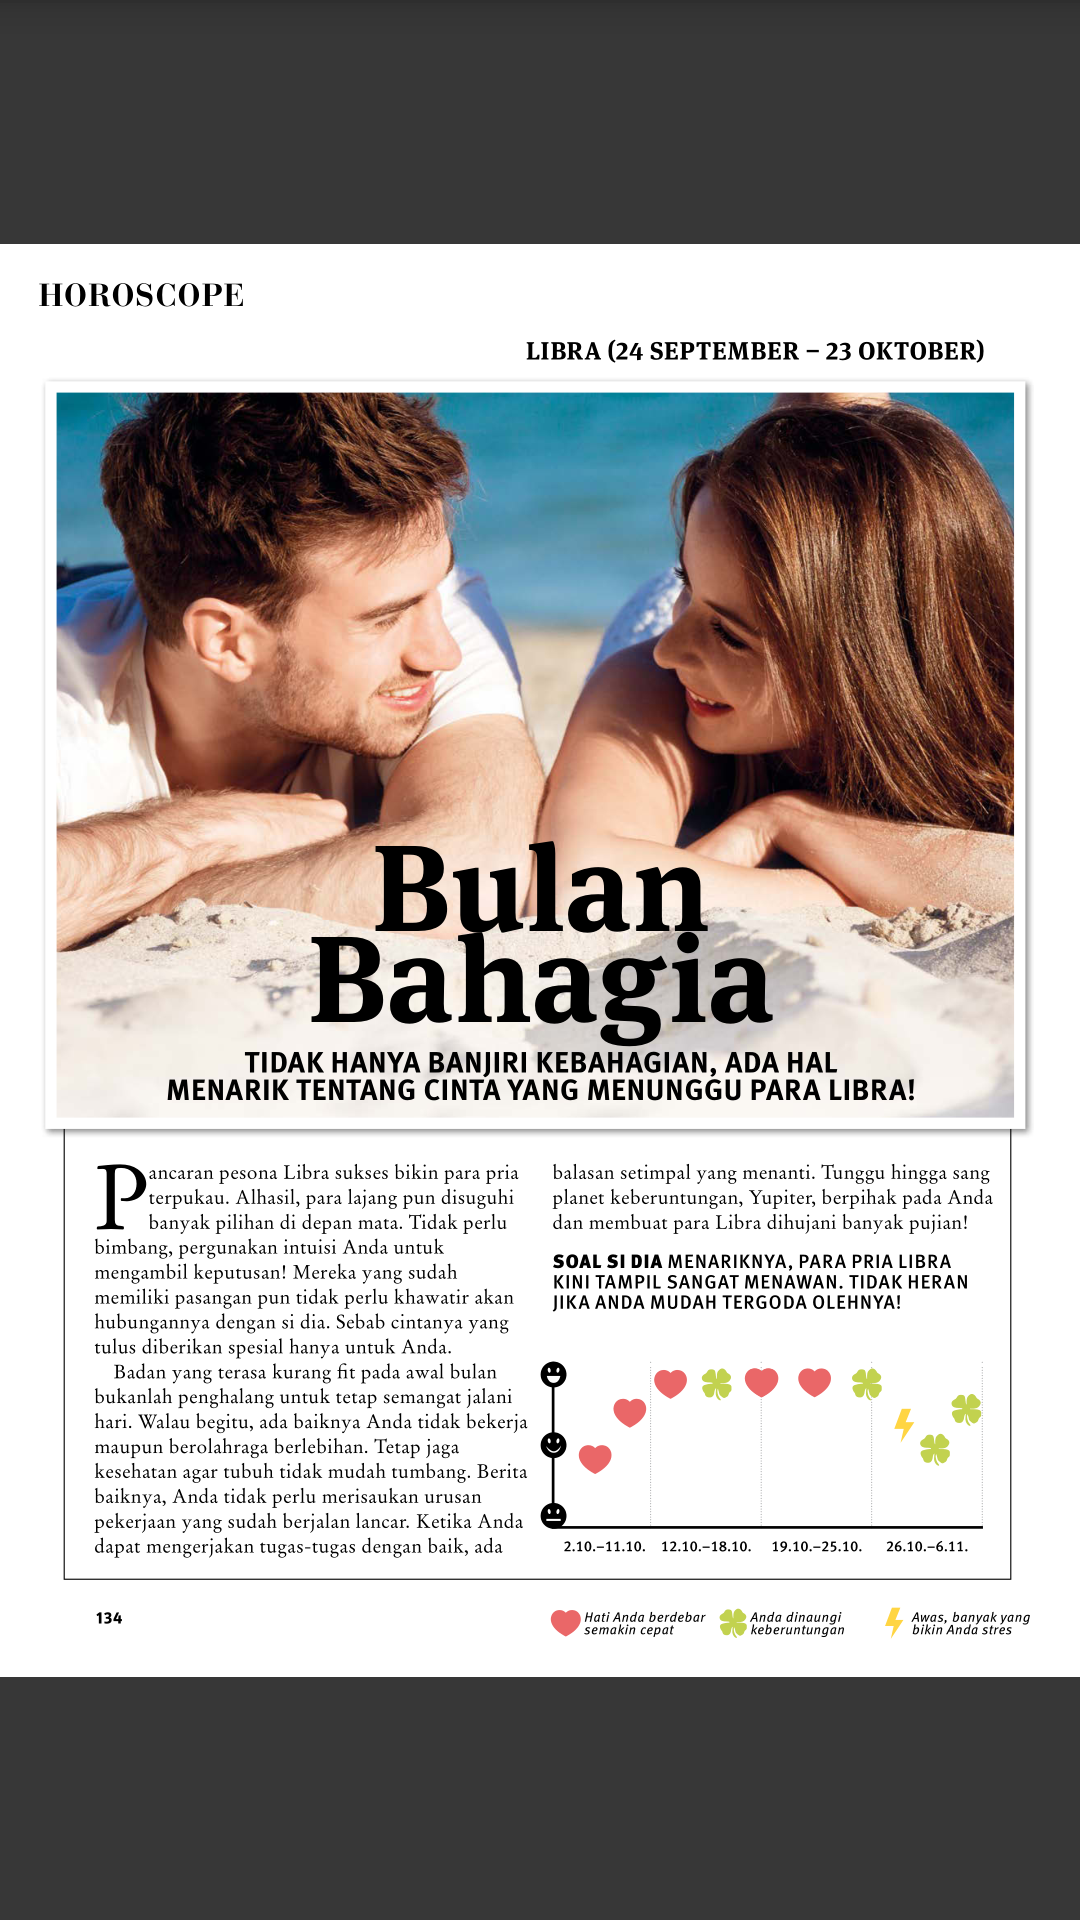 HOROSCOPE
LIBRA (24 SEPTEMBER – 23 OKTOBER)
Bulan
Bahagia
TIDAK HANYA BANJIRI KEBAHAGIAN, ADA HAL
MENARIK TENTANG CINTA YANG MENUNGGU PARA LIBRA!
Pancaran pesona Libra sukses bikin para pria
terpukau. Alhasil, para lajang pun disuguhi
banyak pilihan di depan mata. Tidak perlu
bimbang, pergunakan intuisi Anda untuk
mengambil keputusan! Mereka yang sudah
memiliki pasangan pun tidak perlu khawatir akan
hubungannya dengan si dia. Sebab cintanya yang
tulus diberikan spesial hanya untuk Anda.
Badan yang terasa kurang fit pada awal bulan
bukanlah penghalang untuk tetap semangat jalani
hari. Walau begitu, ada baiknya Anda tidak bekerja
maupun berolahraga berlebihan. Tetap jaga
kesehatan agar tubuh tidak mudah tumbang. Berita
baiknya, Anda tidak perlu merisaukan urusan
pekerjaan yang sudah berjalan lancar. Ketika Anda
dapat mengerjakan tugas-tugas dengan baik, ada
balasan setimpal yang menanti. Tunggu hingga sang
planet keberuntungan, Yupiter, berpihak pada Anda
dan membuat para Libra dihujani banyak pujian!
SOAL SI DIA MENARIKNYA, PARA PRIA LIBRA
KINI TAMPIL SANGAT MENAWAN. TIDAK HERAN
JIKA ANDA MUDAH TERGODA OLEHNYA!
2.10.–11.10. 12.10.–18.10. 19.10.–25.10. 26.10.–6.11.
134
Hati Anda berdebar
semakin cepat
Anda dinaungi
keberuntungan
Awas, banyak yang
bikin Anda stres